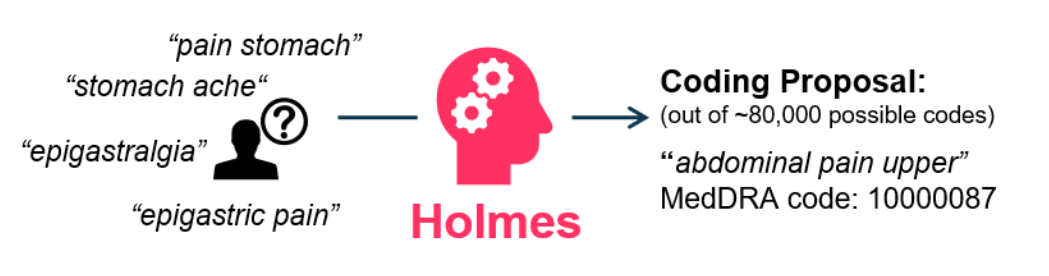 “pain stomach”
“stomach ache“
?
“epigastralgia”
“epigastric pain”
Holmes
Coding Proposal:
(out of ~80,000 possible codes)
“abdominal pain upper”
MedDRA code: 10000087